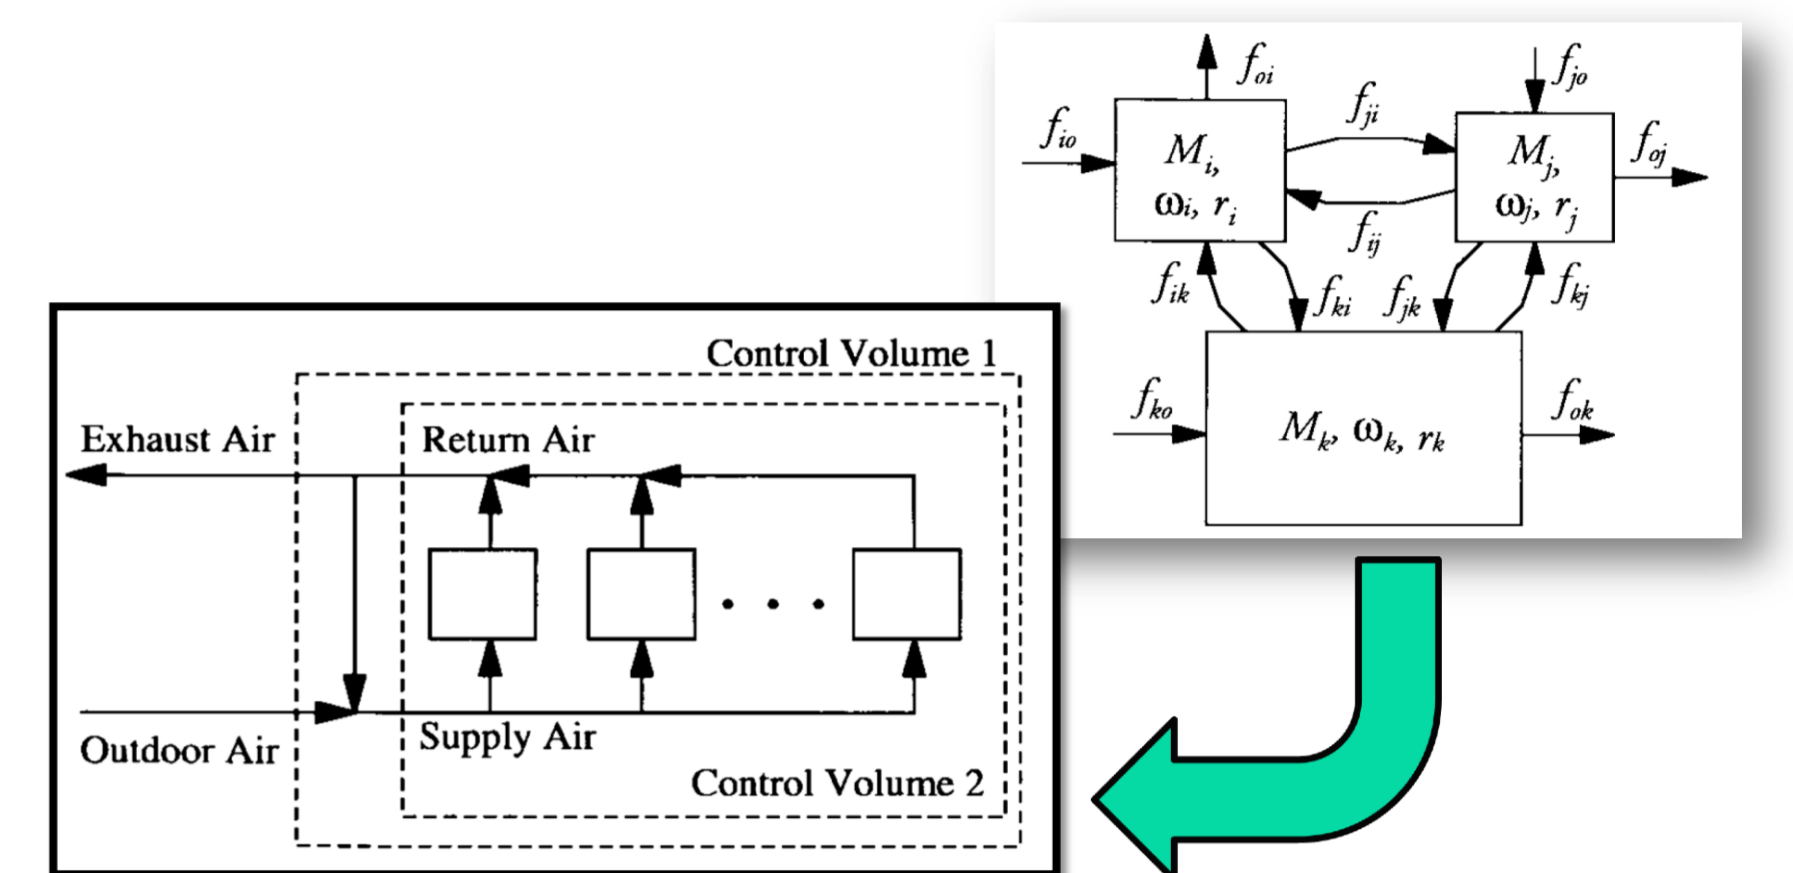 f_oi
f_jo
f_io
f_ji
f_oj
M_i,
ω_i, r_i
M_j,
ω_j, r_j
f_ij
f_ik
f_ki
f_jk
f_kj
f_ko
M_k, ω_k, r_k
f_ok
Control Volume 1
Exhaust Air
Return Air
Outdoor Air
Supply Air
Control Volume 2